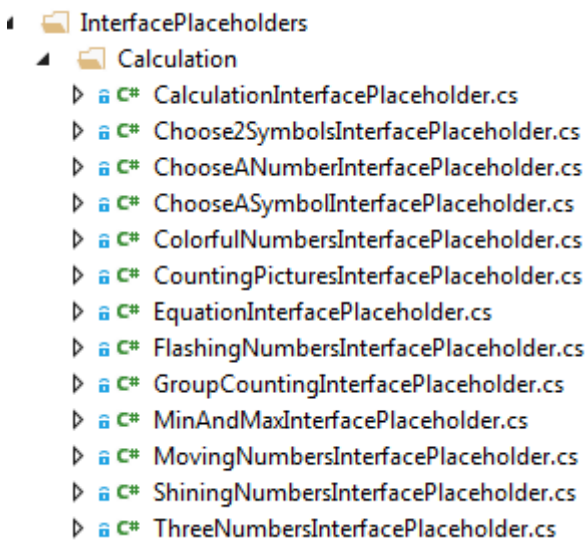 InterfacePlaceholders
Calculation
C# CalculationInterfacePlaceholder.cs
C# Choose2SymbolsInterfacePlaceholder.cs
C# ChooseANumberInterfacePlaceholder.cs
C# ChooseASymbolInterfacePlaceholder.cs
C# ColorfulNumbersInterfacePlaceholder.cs
C# CountingPicturesInterfacePlaceholder.cs
C# EquationInterfacePlaceholder.cs
C# FlashingNumbersInterfacePlaceholder.cs
C# GroupCountingInterfacePlaceholder.cs
C# MinAndMaxInterfacePlaceholder.cs
C# MovingNumbersInterfacePlaceholder.cs
C# ShiningNumbersInterfacePlaceholder.cs
C# ThreeNumbersInterfacePlaceholder.cs